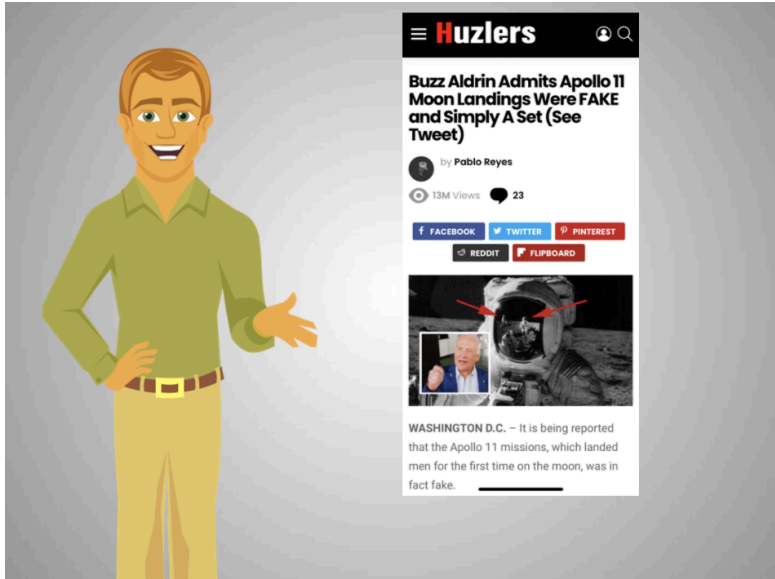 Huzlers
Buzz Aldrin Admits Apollo 11
Moon Landings Were FAKE
and Simply A Set (See
Tweet)
by Pablo Reyes
13M Views 23
FACEBOOK TWITTER PINTEREST
REDDIT FLIPBOARD
WASHINGTON D.C. – It is being reported
that the Apollo 11 missions, which landed
men for the first time on the moon, was in
fact fake.